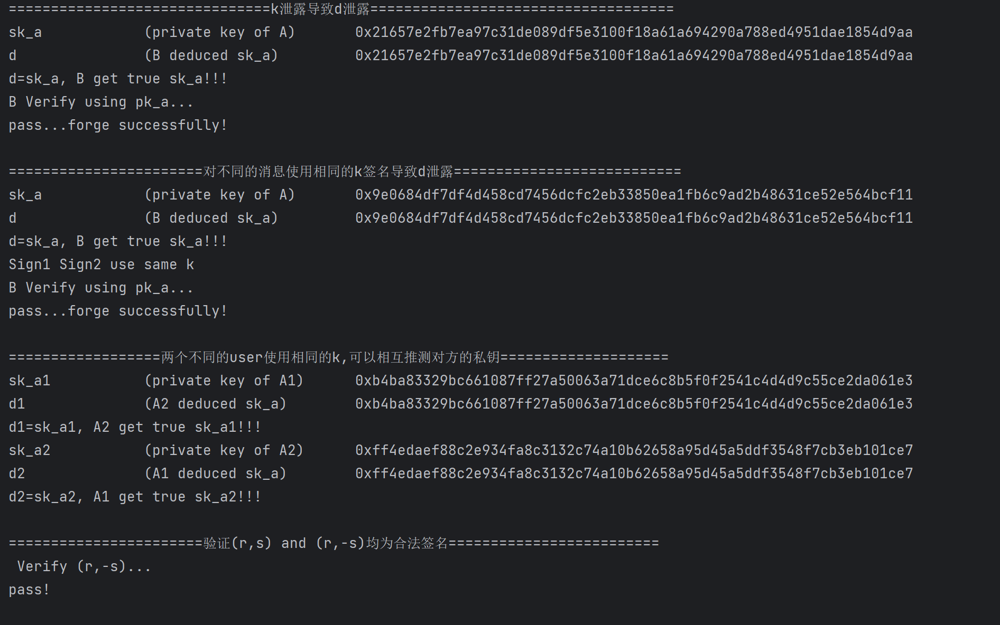 ===============================k泄露导致d泄露====================================
sk_a            (private key of A)       0x21657e2fb7ea97c31de089df5e3100f18a61a694290a788ed4951dae1854d9aa
d               (B deduced sk_a)         0x21657e2fb7ea97c31de089df5e3100f18a61a694290a788ed4951dae1854d9aa
d=sk_a, B get true sk_a!!!
B Verify using pk_a...
pass...forge successfully!
=======================对不同的消息使用相同的k签名导致d泄露===========================
sk_a            (private key of A)       0x9e0684df7df4d458cd7456dcfc2eb33850ea1fb6c9ad2b48631ce52e564bcf11
d               (B deduced sk_a)         0x9e0684df7df4d458cd7456dcfc2eb33850ea1fb6c9ad2b48631ce52e564bcf11
d=sk_a, B get true sk_a!!!
Sign1 Sign2 use same k
B Verify using pk_a...
pass...forge successfully!
==================两个不同的user使用相同的k,可以相互推测对方的私钥====================
sk_a1           (private key of A1)      0xb4ba83329bc661087ff27a50063a71dce6c8b5f0f2541c4d4d9c55ce2da061e3
d1              (A2 deduced sk_a)        0xb4ba83329bc661087ff27a50063a71dce6c8b5f0f2541c4d4d9c55ce2da061e3
d1=sk_a1, A2 get true sk_a1!!!
sk_a2           (private key of A2)      0xff4edaef88c2e934fa8c3132c74a10b62658a95d45a5ddf3548f7cb3eb101ce7
d2              (A1 deduced sk_a)        0xff4edaef88c2e934fa8c3132c74a10b62658a95d45a5ddf3548f7cb3eb101ce7
d2=sk_a2, A1 get true sk_a2!!!
=======================验证(r,s) and (r,-s)均为合法签名=========================
 Verify (r,-s)...
pass!